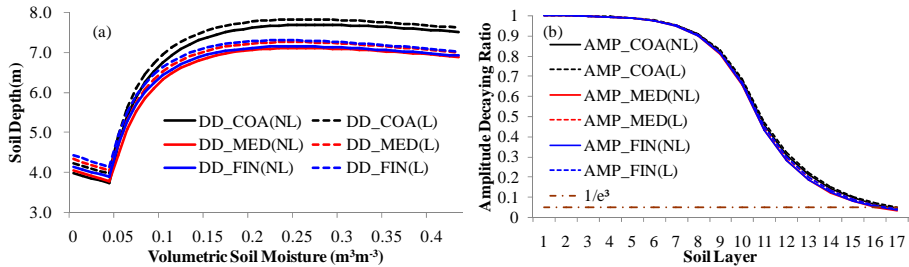 (a)
Soil Depth(m)
8.0
7.0
6.0
5.0
4.0
3.0
DD_COA(NL) DD_COA(L)
DD_MED(NL) DD_MED(L)
DD_FIN(NL) DD_FIN(L)
0 0.05 0.1 0.15 0.2 0.25 0.3 0.35 0.4
Volumetric Soil Moisture (m³m⁻³)
(b)
Amplitude Decaying Ratio
1
0.9
0.8
0.7
0.6
0.5
0.4
0.3
0.2
0.1
0
AMP_COA(NL)
AMP_COA(L)
AMP_MED(NL)
AMP_MED(L)
AMP_FIN(NL)
AMP_FIN(L)
1/e³
1 2 3 4 5 6 7 8 9 10 11 12 13 14 15 16 17
Soil Layer